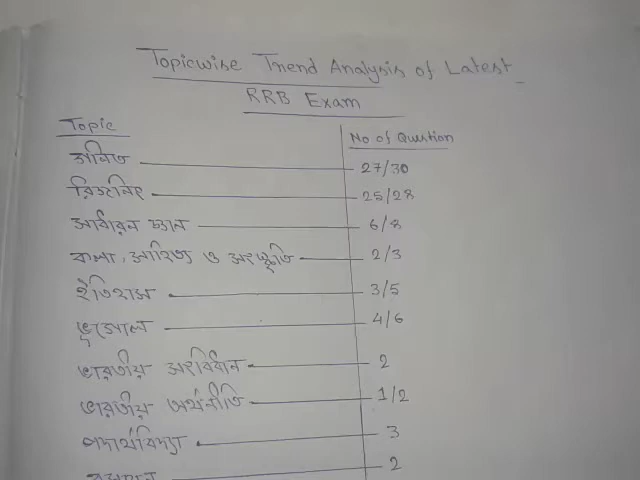 Topicwise Trend Analysis of Latest
RRB Exam
Topic No of Question
গণিত 27/30
রিজনিং 25/28
সাধারন জ্ঞান 6/8
কলা, সাহিত্য ও সংস্কৃতি 2/3
ইতিহাস 3/5
ভূগোল 4/6
ভারতীয় সংবিধান 2
ভারতীয় অর্থনীতি 1/2
পদার্থবিদ্যা 3
রসায়ন 2